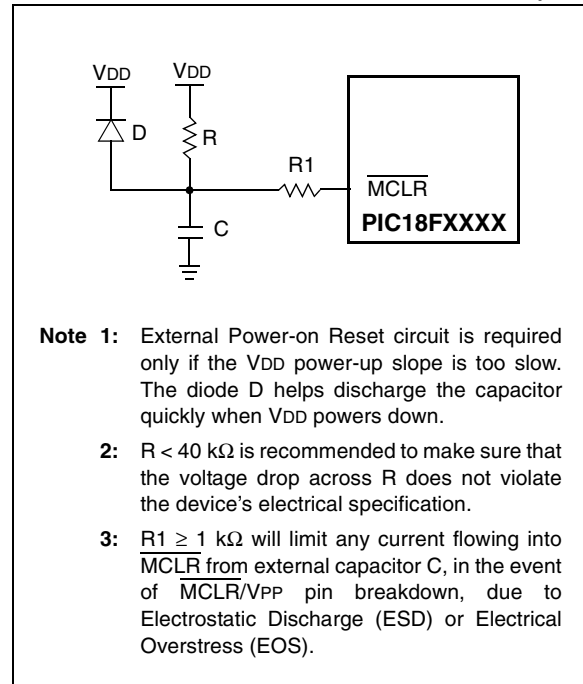 VDD VDD
D
R
R1
MCLR
PIC18FXXXX
C
Note 1: External Power-on Reset circuit is required
only if the VDD power-up slope is too slow.
The diode D helps discharge the capacitor
quickly when VDD powers down.
2: R < 40 kΩ is recommended to make sure that
the voltage drop across R does not violate
the device’s electrical specification.
3: R1 ≥ 1 kΩ will limit any current flowing into
MCLR from external capacitor C, in the event
of MCLR/VPP pin breakdown, due to
Electrostatic Discharge (ESD) or Electrical
Overstress (EOS).